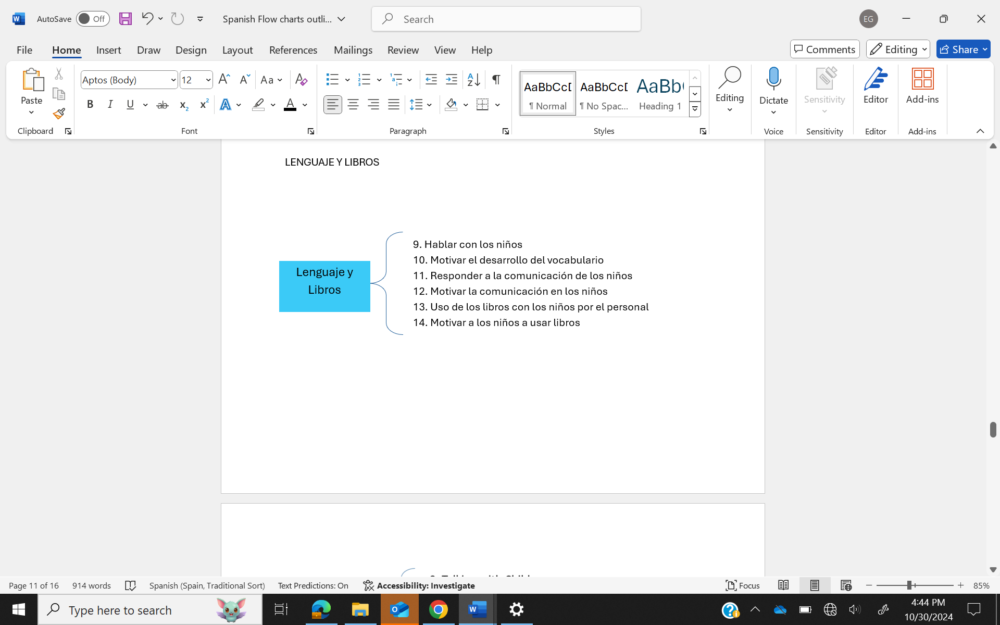 AutoSave Off Spanish Flow charts outli... Search EG
File Home Insert Draw Design Layout References Mailings Review View Help Comments Editing Share
Aptos (Body) 12 Aa
Paste
B I U ab x2 x2 A A
AaBbCcD AaBbCcD AaBb
¶ Normal ¶ No Spac... Heading 1
Editing Dictate Sensitivity Editor Add-ins
Clipboard Font Paragraph Styles Voice Sensitivity Editor Add-ins
LENGUAJE Y LIBROS
Lenguaje y
Libros
9. Hablar con los niños
10. Motivar el desarrollo del vocabulario
11. Responder a la comunicación de los niños
12. Motivar la comunicación en los niños
13. Uso de los libros con los niños por el personal
14. Motivar a los niños a usar libros
Page 11 of 16 914 words Spanish (Spain, Traditional Sort) Text Predictions: On Accessibility: Investigate Focus 85%
Type here to search
4:44 PM
10/30/2024